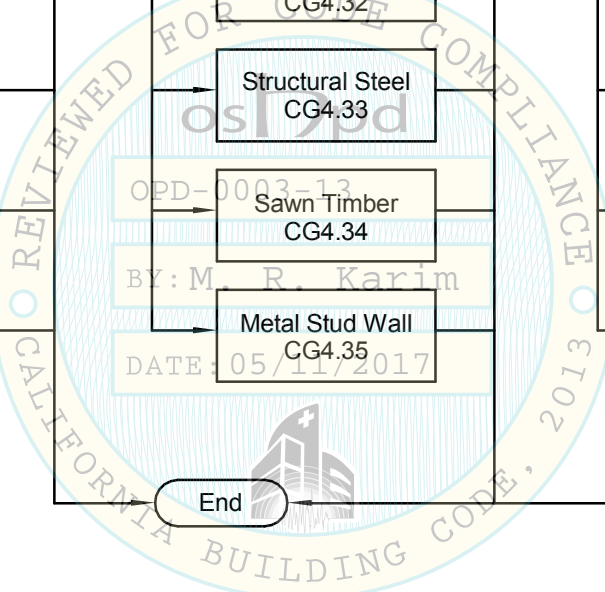 CG4.32
REVIEWED FOR CODE COMPLIANCE
Structural Steel
CG4.33
oshpd
OPD-0003-13
Sawn Timber
CG4.34
BY: M. R. Karim
Metal Stud Wall
CG4.35
DATE: 05/11/2017
End
CALIFORNIA BUILDING CODE, 2013